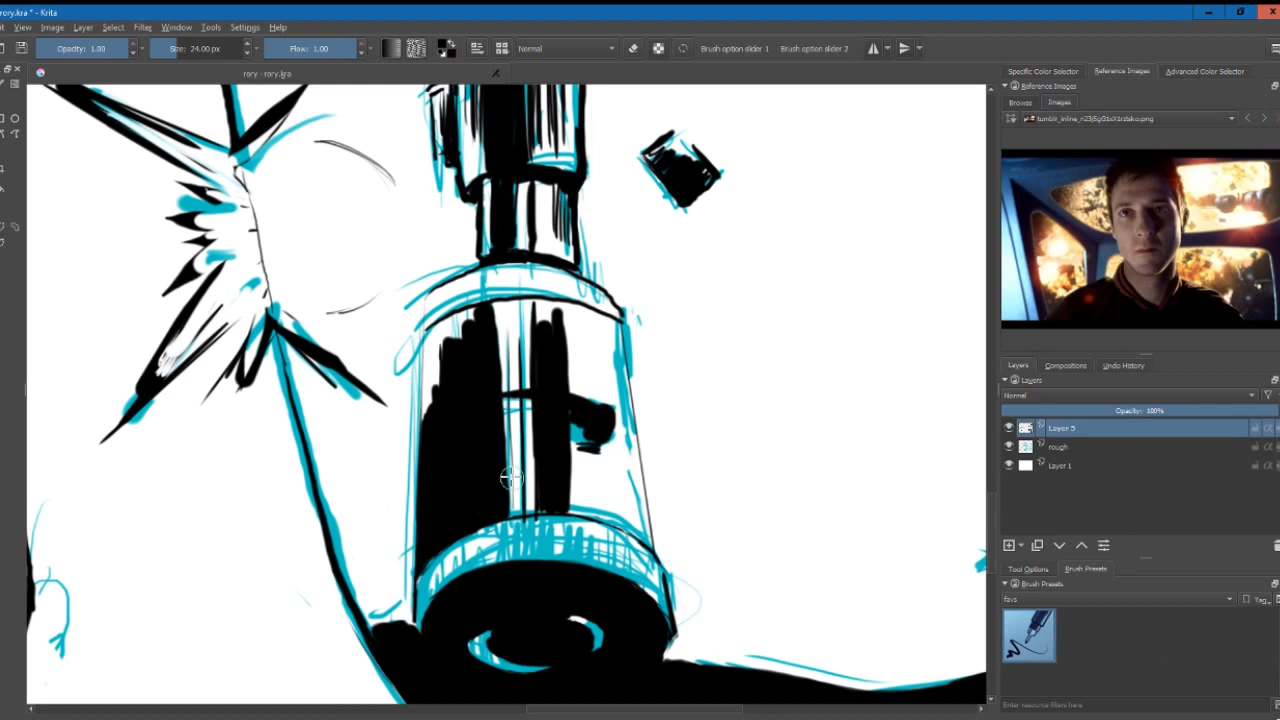 rory.kra * - Krita
View Image Layer Select Filter Tools Settings Window Help
Opacity: 1.00
Size: 24.00 px
Flow: 1.00
Normal
Brush option slider 1
Brush option slider 2
rory - rory.kra
Specific Color Selector
Reference Images
Advanced Color Selector
Reference Images
Browse
Images
Layers
Compositions
Undo History
Layers
Normal
Opacity: 100%
Layer 5
rough
Layer 1
Tool Options
Brush Presets
Brush Presets
favs
Tag
Enter resource filters here